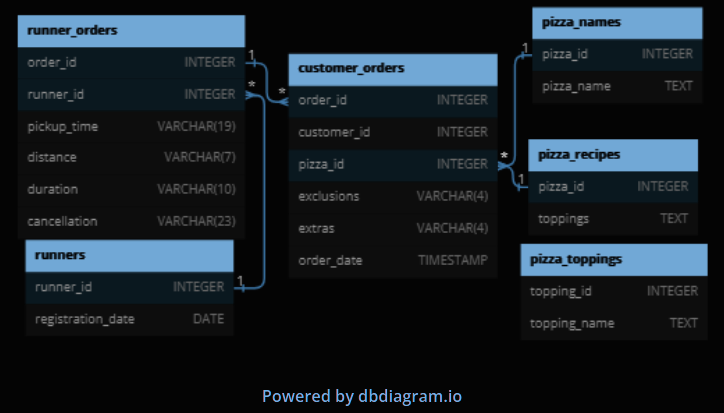 runner_orders
order_id INTEGER
runner_id INTEGER
pickup_time VARCHAR(19)
distance VARCHAR(7)
duration VARCHAR(10)
cancellation VARCHAR(23)
runners
runner_id INTEGER
registration_date DATE
1
*
1
*
customer_orders
order_id INTEGER
customer_id INTEGER
pizza_id INTEGER
exclusions VARCHAR(4)
extras VARCHAR(4)
order_date TIMESTAMP
*
1
1
pizza_names
pizza_id INTEGER
pizza_name TEXT
pizza_recipes
pizza_id INTEGER
toppings TEXT
pizza_toppings
topping_id INTEGER
topping_name TEXT
Powered by dbdiagram.io